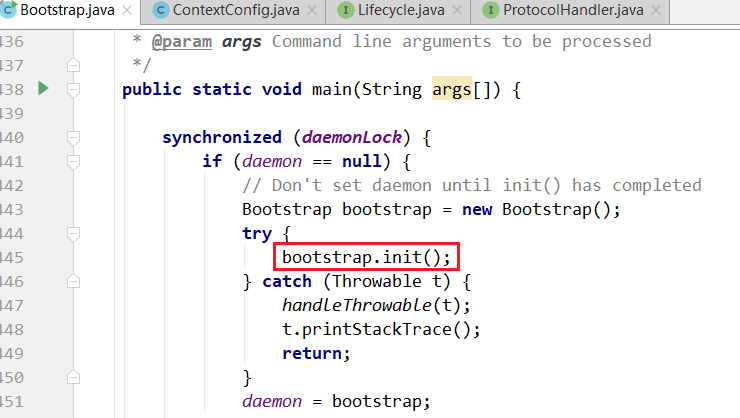 Bootstrap.java × ContextConfig.java × Lifecycle.java × ProtocolHandler.java ×
436 * @param args Command line arguments to be processed
437 */
438 public static void main(String args[]) {
439
440 synchronized (daemonLock) {
441 if (daemon == null) {
442 // Don't set daemon until init() has completed
443 Bootstrap bootstrap = new Bootstrap();
444 try {
445 bootstrap.init();
446 } catch (Throwable t) {
447 handleThrowable(t);
448 t.printStackTrace();
449 return;
450 }
451 daemon = bootstrap;